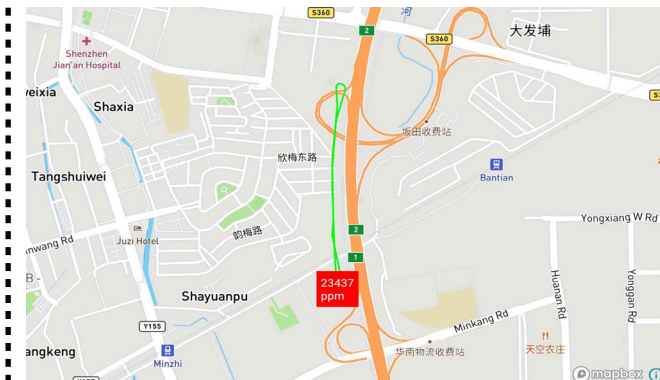 S360
河
大发埔
S360
2
Shenzhen
Jian'an Hospital
weixia
Shaxia
坂田收费站
欣梅东路
Bantian
Tangshuiwei
Yongxiang W Rd
Juzi Hotel
韵梅路
2
nwang Rd
1
B-
23437
ppm
Shayuanpu
Huanan Rd
Yonggan Rd
Minkang Rd
Y155
angkeng
Minzhi
华南物流收费站
天空农庄
mapbox